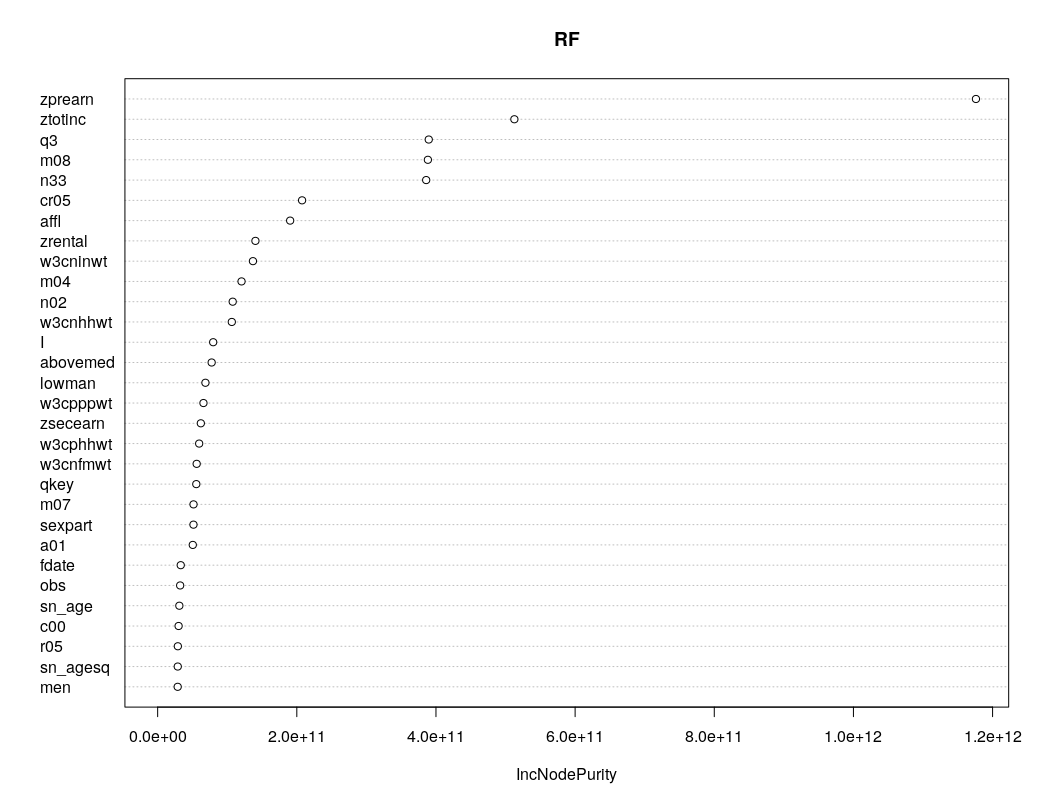 RF
zprearn
ztotinc
q3
m08
n33
cr05
affl
zrental
w3cninwt
m04
n02
w3cnhhwt
I
abovemed
lowman
w3cpppwt
zsecearn
w3cphhwt
w3cnfmwt
qkey
m07
sexpart
a01
fdate
obs
sn_age
c00
r05
sn_agesq
men
0.0e+00 2.0e+11 4.0e+11 6.0e+11 8.0e+11 1.0e+12 1.2e+12
IncNodePurity